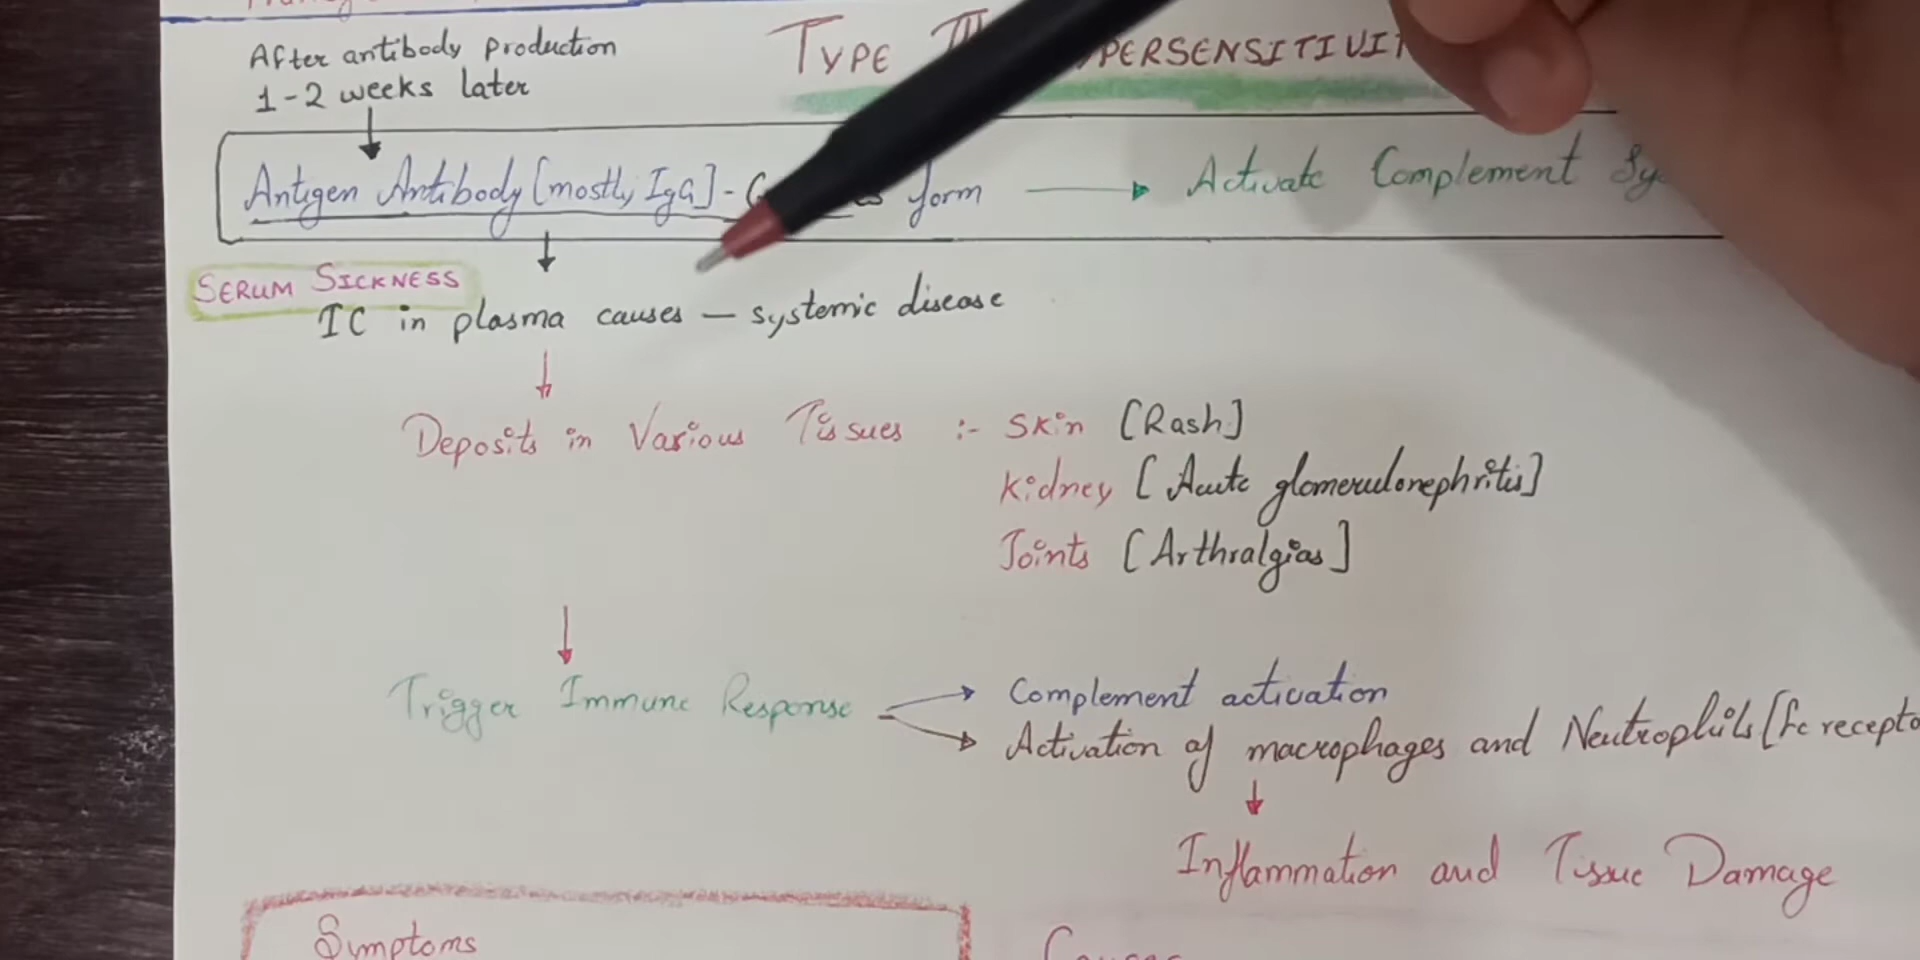 After antibody production
1-2 weeks later
TYPE III
Antigen Antibody [mostly IgG] - form → Activate Complement
SERUM SICKNESS
IC in plasma causes — systemic disease
Deposits in Various Tissues :- Skin [Rash]
Kidney [Acute glomerulonephritis]
Joints [Arthralgias]
Trigger Immune Response → Complement activation
→ Activation of macrophages and Neutrophils [Fc
Inflammation and Tissue Damage
Symptoms